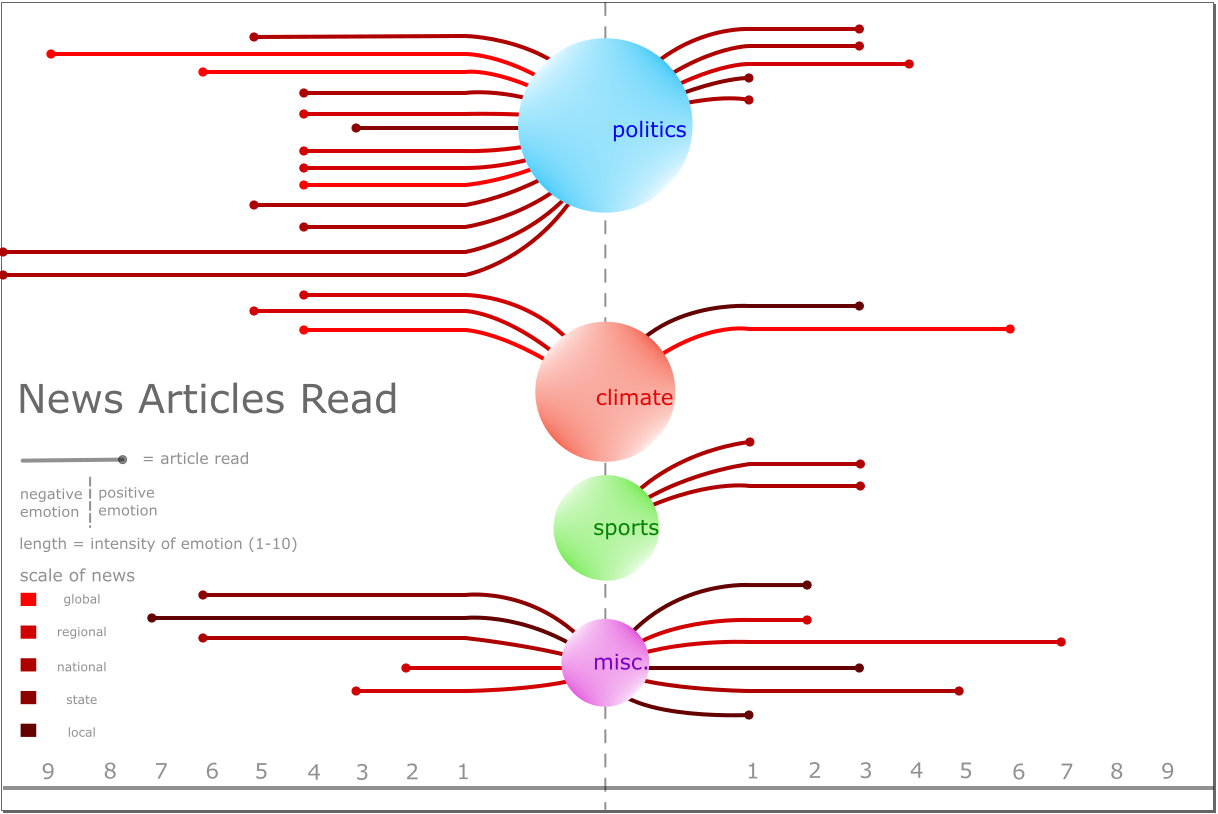 politics
climate
News Articles Read
= article read
negative
emotion
positive
emotion
sports
length = intensity of emotion (1-10)
scale of news
global
regional
national
state
local
misc.
9 8 7 6 5 4 3 2 1 1 2 3 4 5 6 7 8 9